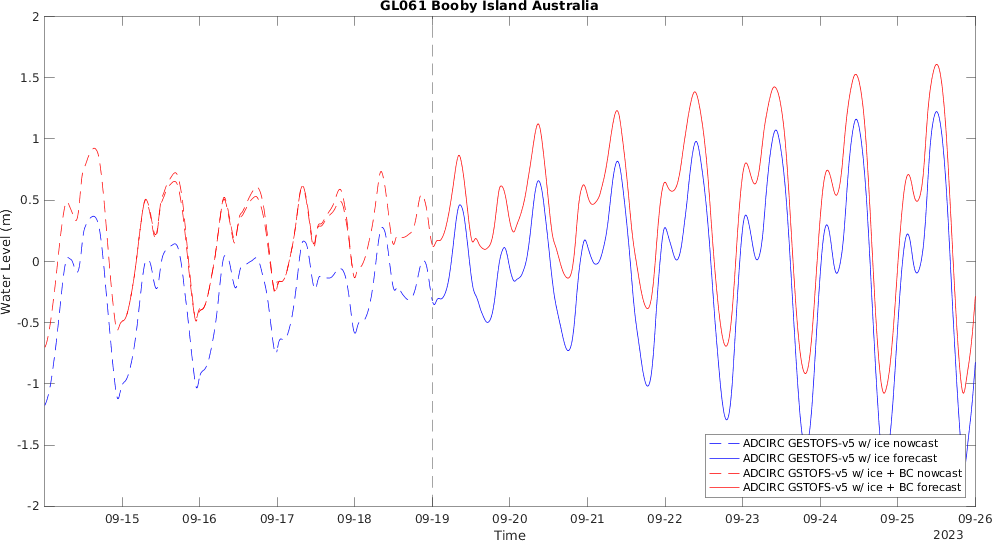 GL061 Booby Island Australia
Water Level (m)
2
1.5
1
0.5
0
-0.5
-1
-1.5
-2
09-15 09-16 09-17 09-18 09-19 09-20 09-21 09-22 09-23 09-24 09-25 09-26
Time
2023
ADCIRC GESTOFS-v5 w/ ice nowcast
ADCIRC GESTOFS-v5 w/ ice forecast
ADCIRC GSTOFS-v5 w/ ice + BC nowcast
ADCIRC GSTOFS-v5 w/ ice + BC forecast